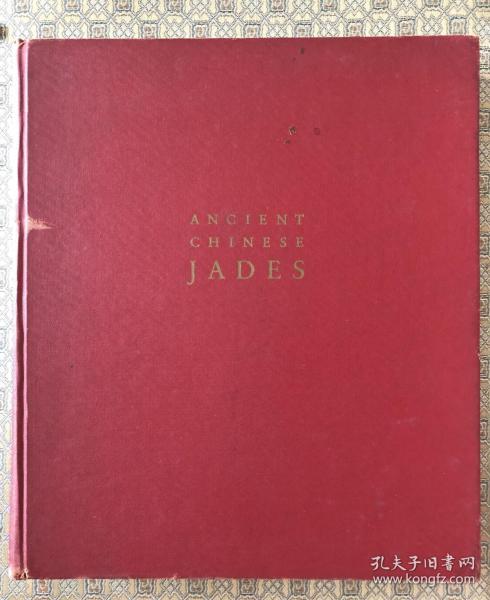 ANCIENT
CHINESE
JADES
孔夫子旧书网
www.kongfz.com